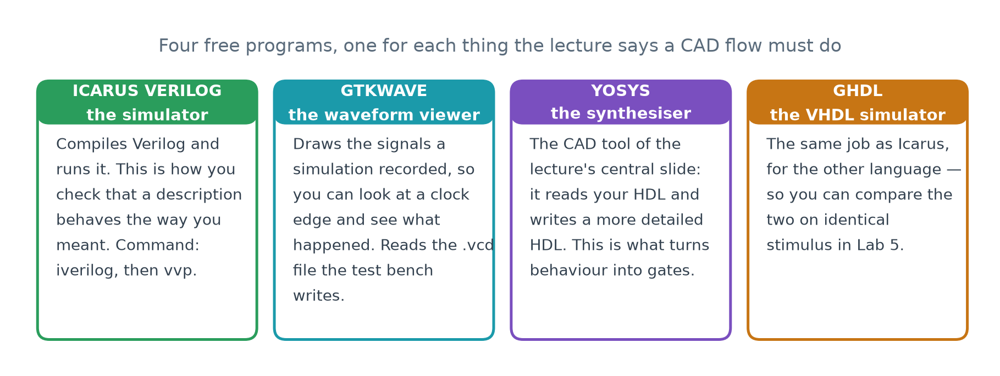 Four free programs, one for each thing the lecture says a CAD flow must do
ICARUS VERILOG
the simulator
Compiles Verilog and
runs it. This is how you
check that a description
behaves the way you
meant. Command:
iverilog, then vvp.
GTKWAVE
the waveform viewer
Draws the signals a
simulation recorded, so
you can look at a clock
edge and see what
happened. Reads the .vcd
file the test bench
writes.
YOSYS
the synthesiser
The CAD tool of the
lecture's central slide:
it reads your HDL and
writes a more detailed
HDL. This is what turns
behaviour into gates.
GHDL
the VHDL simulator
The same job as Icarus,
for the other language —
so you can compare the
two on identical
stimulus in Lab 5.